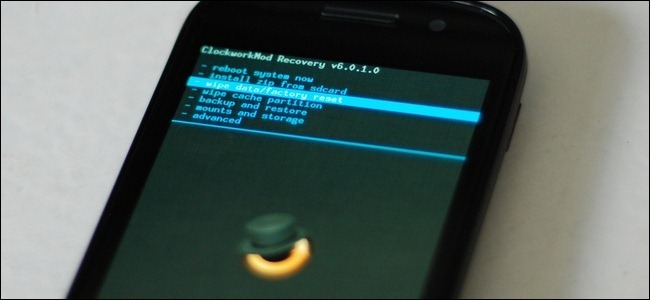 ClockworkMod Recovery v6.0.1.0
- reboot system now
- install zip from sdcard
- wipe data/factory reset
- wipe cache partition
- backup and restore
- mounts and storage
- advanced